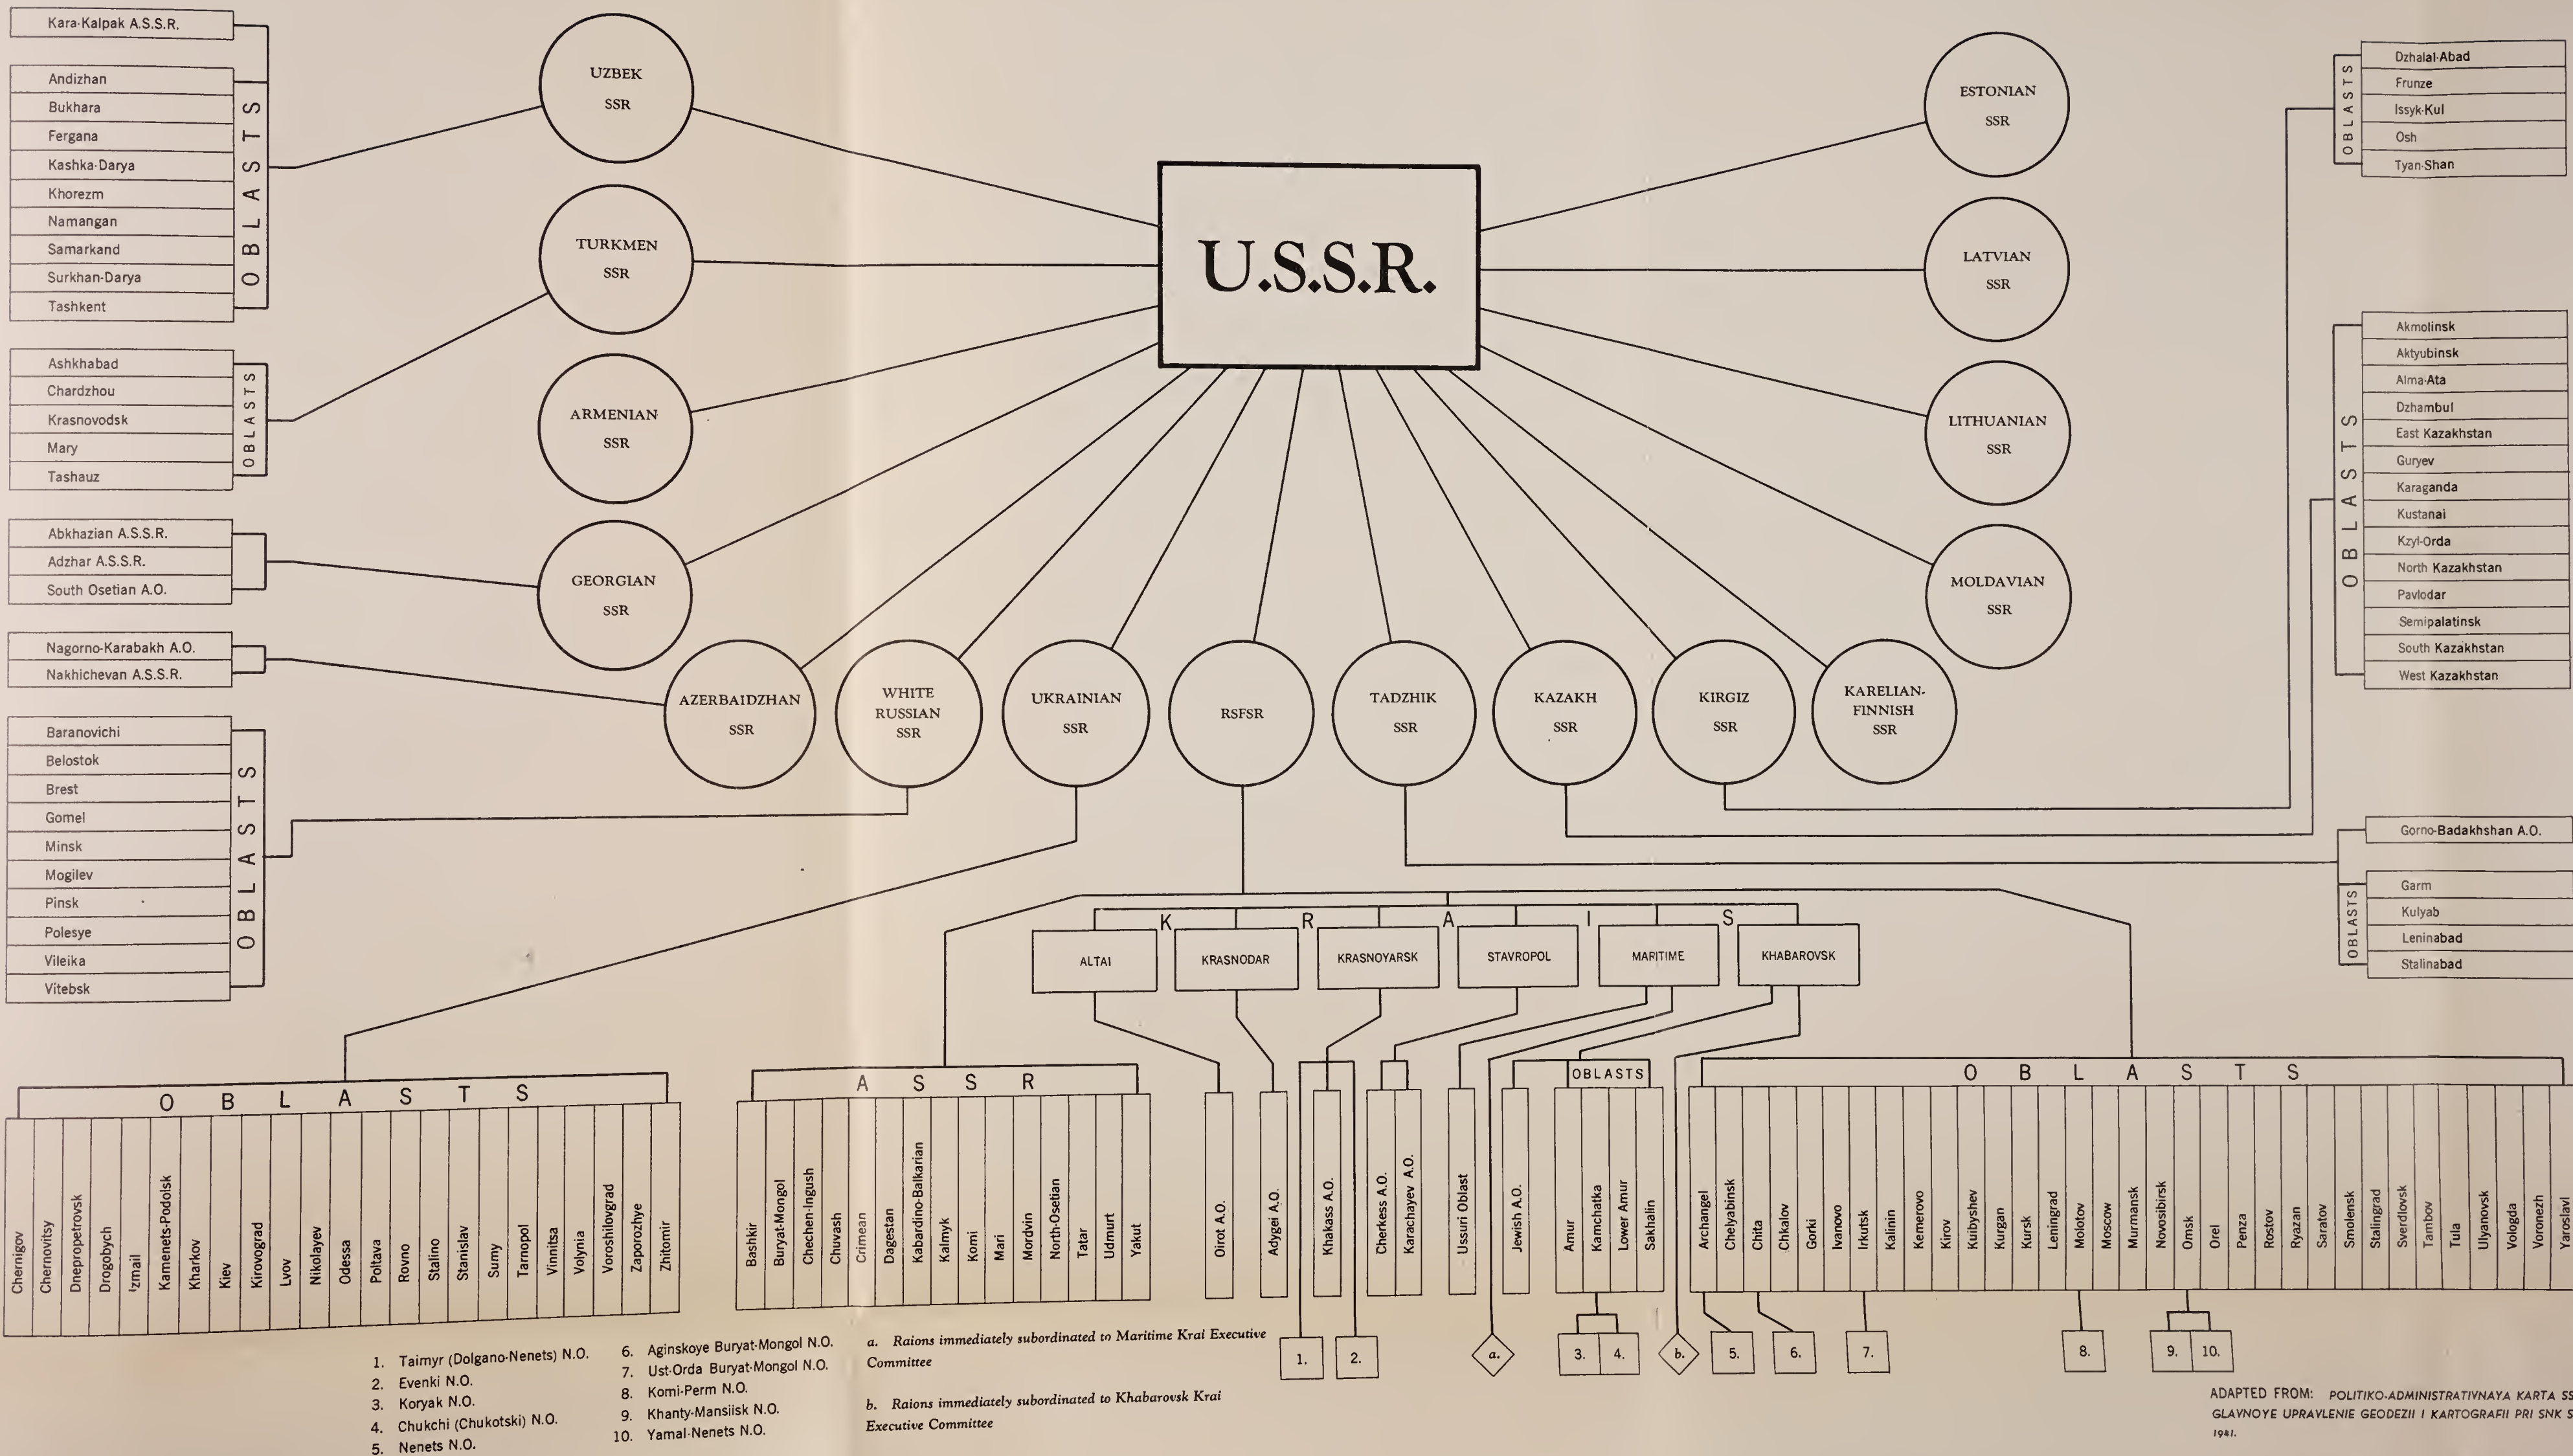 U.S.S.R.
UZBEK
SSR
TURKMEN
SSR
ARMENIAN
SSR
GEORGIAN
SSR
AZERBAIDZHAN
SSR
WHITE
RUSSIAN
SSR
UKRAINIAN
SSR
RSFSR
TADZHIK
SSR
KAZAKH
SSR
KIRGIZ
SSR
KARELIAN-
FINNISH
SSR
MOLDAVIAN
SSR
LITHUANIAN
SSR
LATVIAN
SSR
ESTONIAN
SSR
Kara-Kalpak A.S.S.R.
OBLASTS
Andizhan
Bukhara
Fergana
Kashka-Darya
Khorezm
Namangan
Samarkand
Surkhan-Darya
Tashkent
OBLASTS
Ashkhabad
Chardzhou
Krasnovodsk
Mary
Tashauz
Abkhazian A.S.S.R.
Adzhar A.S.S.R.
South Osetian A.O.
Nagorno-Karabakh A.O.
Nakhichevan A.S.S.R.
OBLASTS
Baranovichi
Belostok
Brest
Gomel
Minsk
Mogilev
Pinsk
Polesye
Vileika
Vitebsk
OBLASTS
Dzhalal-Abad
Frunze
Issyk-Kul
Osh
Tyan-Shan
OBLASTS
Akmolinsk
Aktyubinsk
Alma-Ata
Dzhambul
East Kazakhstan
Guryev
Karaganda
Kustanai
Kzyl-Orda
North Kazakhstan
Pavlodar
Semipalatinsk
South Kazakhstan
West Kazakhstan
Gorno-Badakhshan A.O.
OBLASTS
Garm
Kulyab
Leninabad
Stalinabad
KRAIS
ALTAI
KRASNODAR
KRASNOYARSK
STAVROPOL
MARITIME
KHABAROVSK
OBLASTS
Chernigov
Chernovitsy
Dnepropetrovsk
Drogobych
Izmail
Kamenets-Podolsk
Kharkov
Kiev
Kirovograd
Lvov
Nikolayev
Odessa
Poltava
Rovno
Stalino
Stanislav
Sumy
Tarnopol
Vinnitsa
Volynia
Voroshilovgrad
Zaporozhye
Zhitomir
ASSR
Bashkir
Buryat-Mongol
Chechen-Ingush
Chuvash
Crimean
Dagestan
Kabardino-Balkarian
Kalmyk
Komi
Mari
Mordvin
North-Osetian
Tatar
Udmurt
Yakut
Oirot A.O.
Adygei A.O.
Khakass A.O.
Cherkess A.O.
Karachayev A.O.
Ussuri Oblast
Jewish A.O.
OBLASTS
Amur
Kamchatka
Lower Amur
Sakhalin
OBLASTS
Archangel
Chelyabinsk
Chita
Chkalov
Gorki
Ivanovo
Irkutsk
Kalinin
Kemerovo
Kirov
Kuibyshev
Kurgan
Kursk
Leningrad
Molotov
Moscow
Murmansk
Novosibirsk
Omsk
Orel
Penza
Rostov
Ryazan
Saratov
Smolensk
Stalingrad
Sverdlovsk
Tambov
Tula
Ulyanovsk
Vologda
Voronezh
Yaroslavl
1.
2.
a.
3.
4.
b.
5.
6.
7.
8.
9.
10.
1. Taimyr (Dolgano-Nenets) N.O.
2. Evenki N.O.
3. Koryak N.O.
4. Chukchi (Chukotski) N.O.
5. Nenets N.O.
6. Aginskoye Buryat-Mongol N.O.
7. Ust-Orda Buryat-Mongol N.O.
8. Komi-Perm N.O.
9. Khanty-Mansiisk N.O.
10. Yamal-Nenets N.O.
a. Raions immediately subordinated to Maritime Krai Executive
Committee
b. Raions immediately subordinated to Khabarovsk Krai
Executive Committee
ADAPTED FROM: POLITIKO-ADMINISTRATIVNAYA KARTA SS
GLAVNOYE UPRAVLENIE GEODEZII I KARTOGRAFII PRI SNK S
1941.